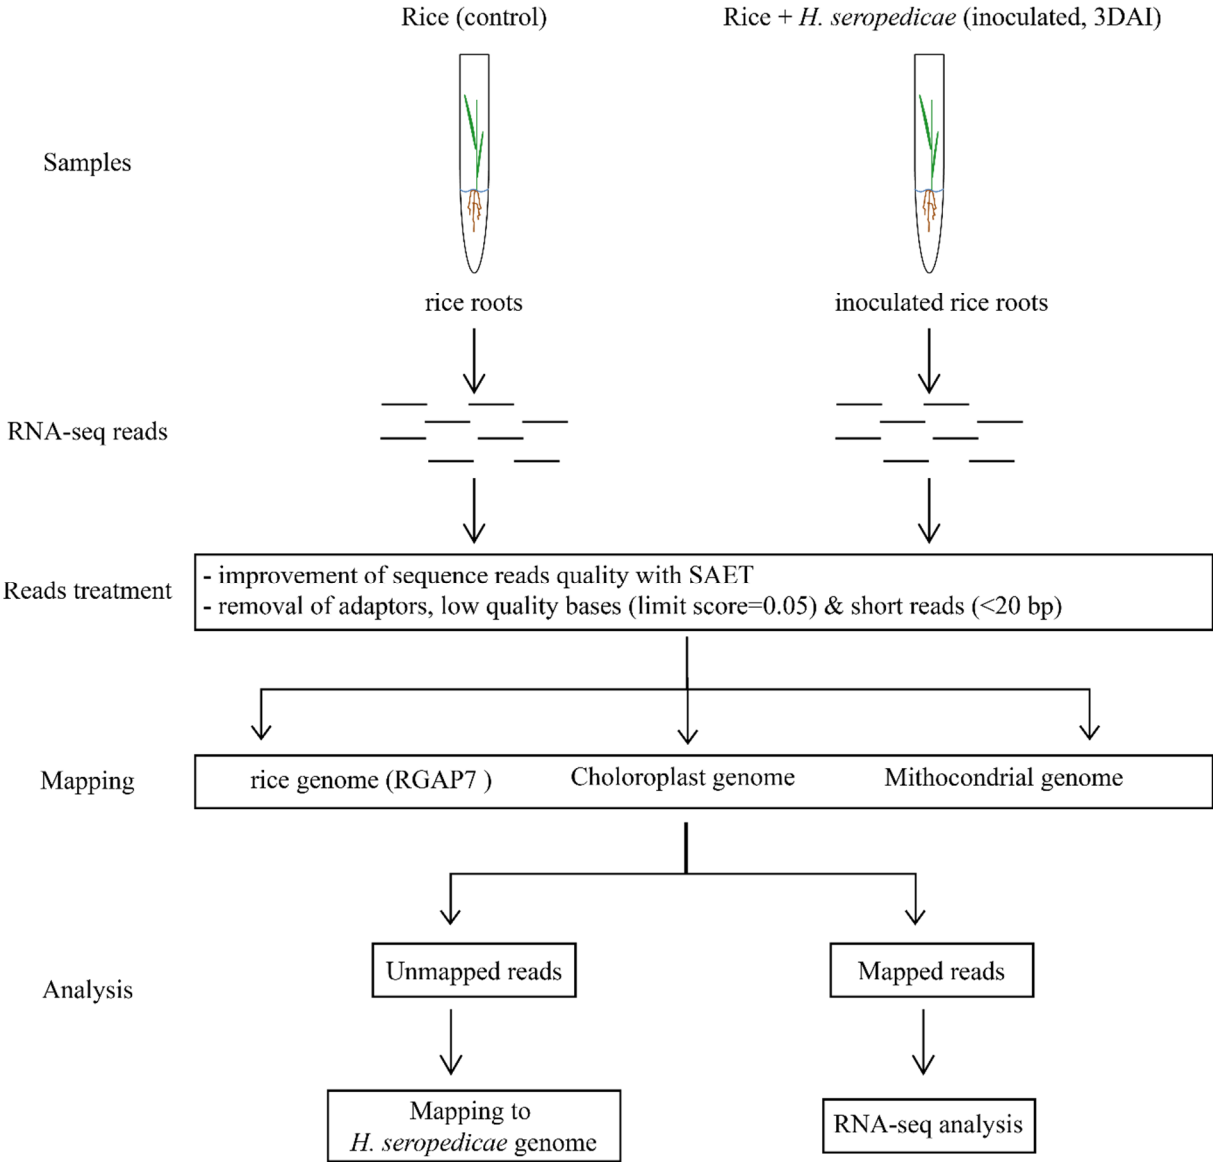 Rice (control)
Rice + H. seropedicae (inoculated, 3DAI)
Samples
rice roots
inoculated rice roots
RNA-seq reads
Reads treatment
- improvement of sequence reads quality with SAET
- removal of adaptors, low quality bases (limit score=0.05) & short reads (<20 bp)
Mapping
rice genome (RGAP7 )
Choloroplast genome
Mithocondrial genome
Analysis
Unmapped reads
Mapped reads
Mapping to
H. seropedicae genome
RNA-seq analysis